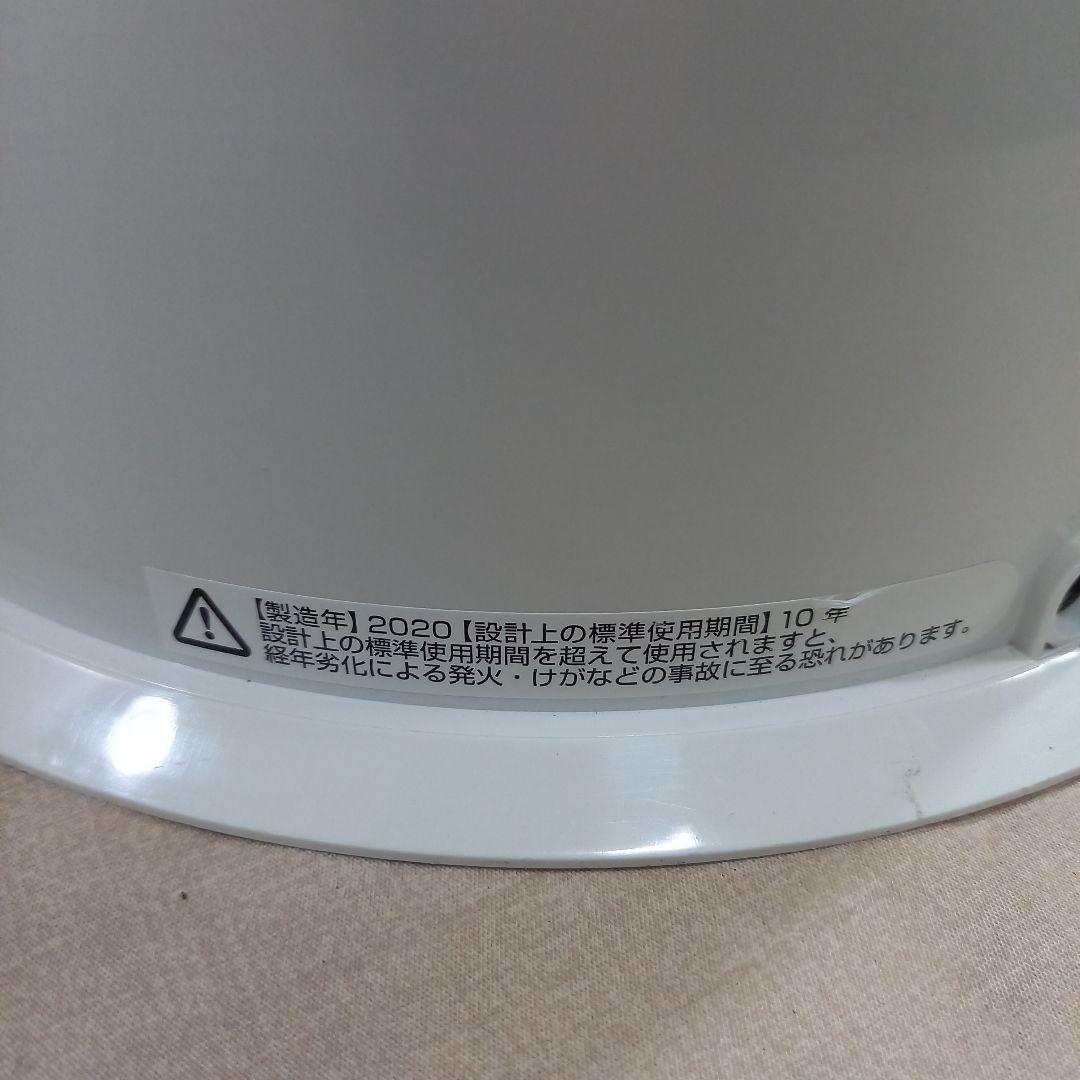 【製造年】2020【設計上の標準使用期間】10 年
設計上の標準使用期間を超えて使用されますと、
経年劣化による発火・けがなどの事故に至る恐れがあります。